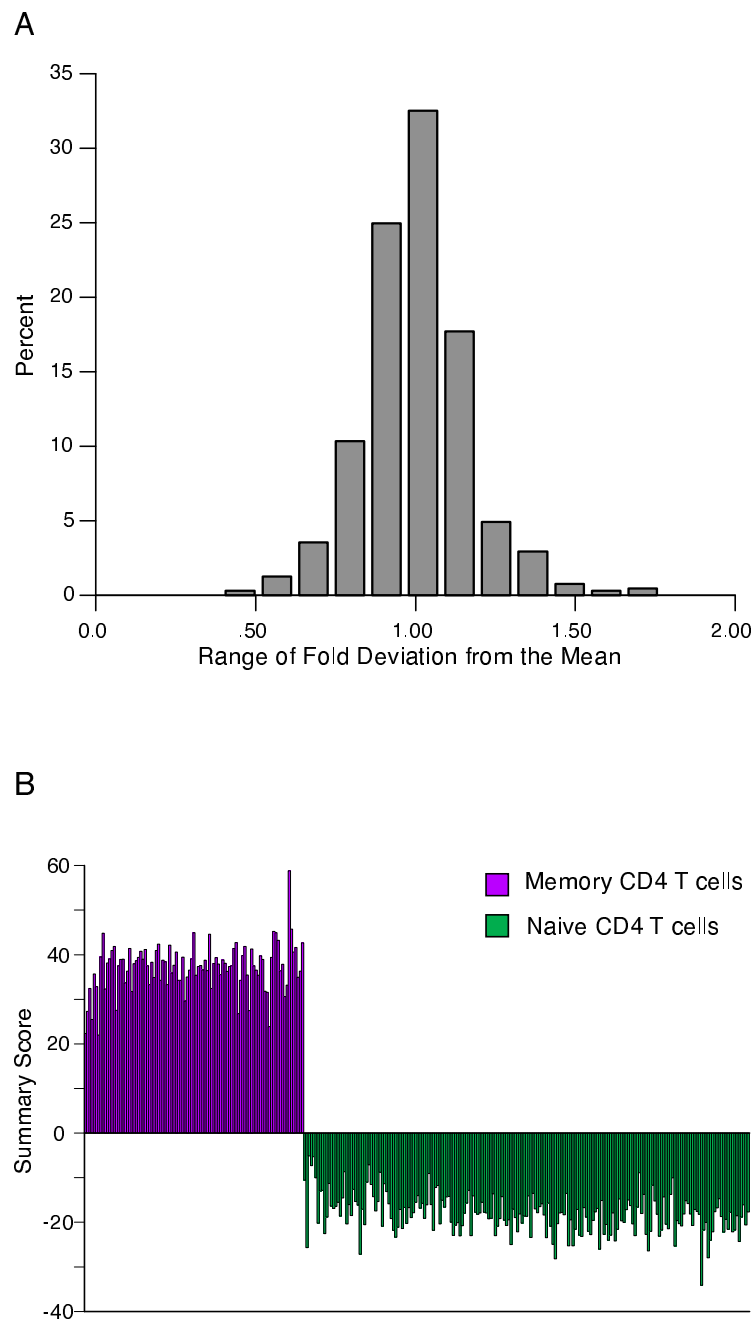 A
35
30
25
20
15
10
5
0
Percent
0.0 .50 1.00 1.50 2.00
Range of Fold Deviation from the Mean
B
60
40
20
0
-20
-40
Summary Score
Memory CD4 T cells
Naive CD4 T cells